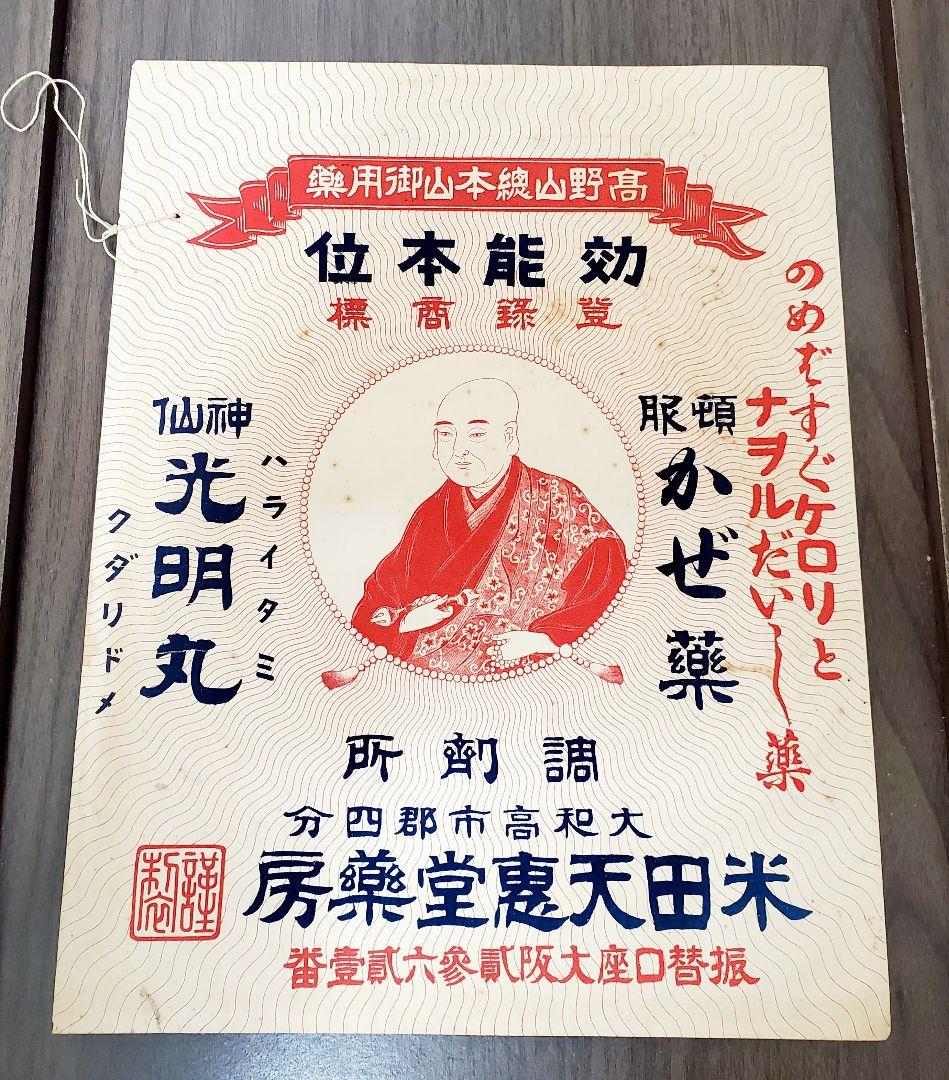 高野山總本山御用藥
効能本位
登錄商標
のめばすぐケロリと
ナヲルだいし藥
頓服
かぜ藥
神仙
光明丸
ハライタミ
クダリドメ
調劑所
大和高市郡四分
米田天惠堂藥房
振替口座大阪貳參六貳壹番
謹製